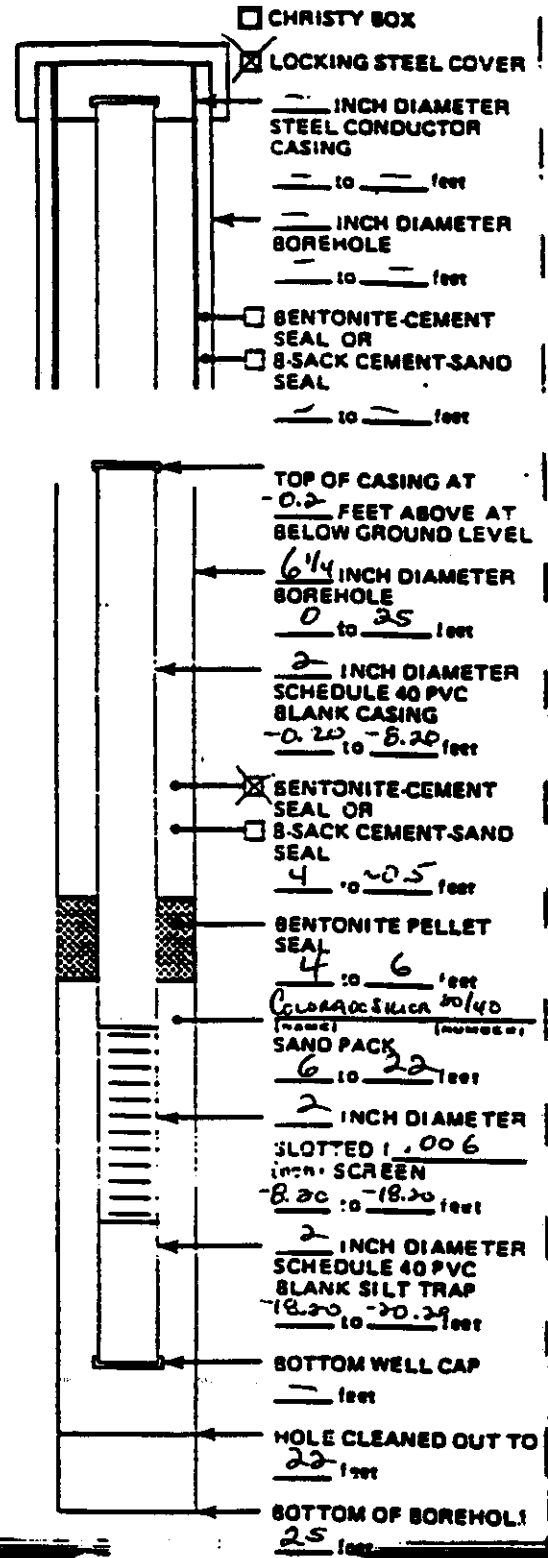 CHRISTY BOX
LOCKING STEEL COVER
— INCH DIAMETER
STEEL CONDUCTOR
CASING
— to — feet
— INCH DIAMETER
BOREHOLE
— to — feet
BENTONITE-CEMENT
SEAL OR
8-SACK CEMENT-SAND
SEAL
— to — feet
TOP OF CASING AT
-0.2 FEET ABOVE AT
BELOW GROUND LEVEL
6 1/4 INCH DIAMETER
BOREHOLE
0 to 25 feet
2 INCH DIAMETER
SCHEDULE 40 PVC
BLANK CASING
-0.20 to -8.20 feet
BENTONITE-CEMENT
SEAL OR
8-SACK CEMENT-SAND
SEAL
4 to -0.5 feet
BENTONITE PELLET
SEAL
4 to 6 feet
COLORADO SILICA /40
(NAME) (NUMBER)
SAND PACK
6 to 22 feet
2 INCH DIAMETER
SLOTTED ( .006
inch) SCREEN
-8.20 to -18.20 feet
2 INCH DIAMETER
SCHEDULE 40 PVC
BLANK SILT TRAP
-18.20 to -20.29 feet
BOTTOM WELL CAP
— feet
HOLE CLEANED OUT TO
22 feet
BOTTOM OF BOREHOLE
25 feet